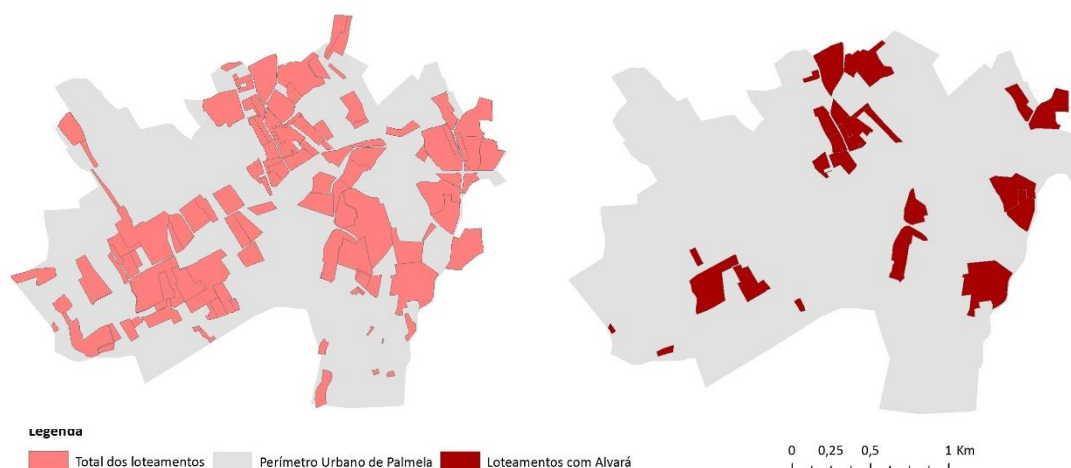 Legenda
Total dos loteamentos Perímetro Urbano de Palmela Loteamentos com Alvará
0 0,25 0,5 1 Km